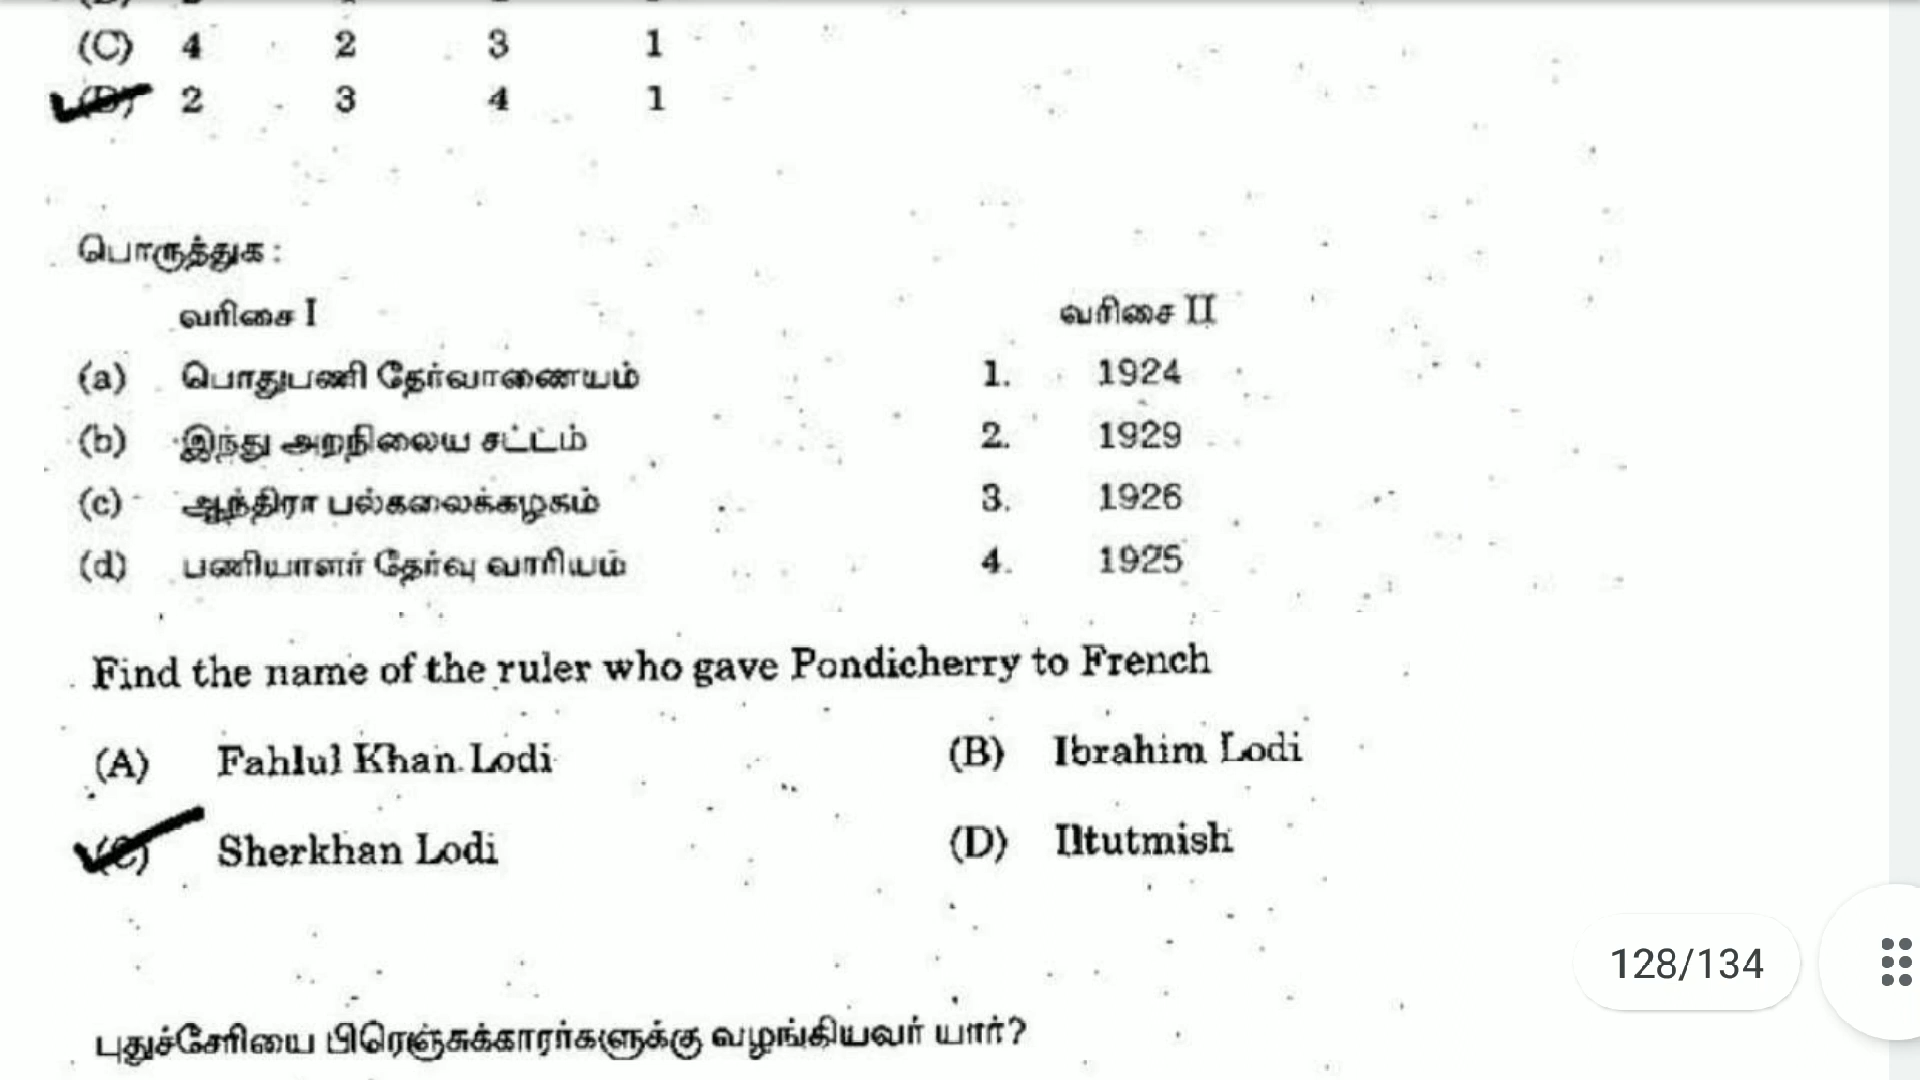 (C) 4 2 3 1
(D) 2 3 4 1
பொருத்துக :
வரிசை I வரிசை II
(a) பொதுபணி தேர்வாணையம் 1. 1924
(b) இந்து அறநிலைய சட்டம் 2. 1929
(c) ஆந்திரா பல்கலைக்கழகம் 3. 1926
(d) பணியாளர் தேர்வு வாரியம் 4. 1925
Find the name of the ruler who gave Pondicherry to French
(A) Fahlul Khan Lodi (B) Ibrahim Lodi
(C) Sherkhan Lodi (D) Iltutmish
128/134
புதுச்சேரியை பிரெஞ்சுக்காரர்களுக்கு வழங்கியவர் யார்?